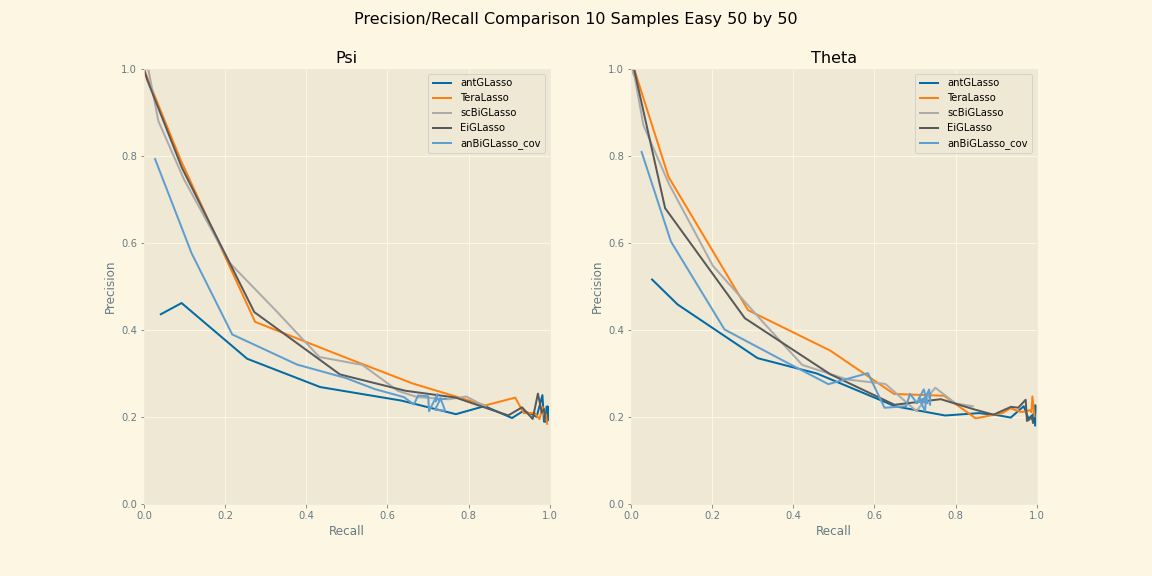 Precision/Recall Comparison 10 Samples Easy 50 by 50
Psi
1.0
0.8
0.6
0.4
0.2
0.0
Precision
0.0 0.2 0.4 0.6 0.8 1.0
Recall
antGLasso
TeraLasso
scBiGLasso
EiGLasso
anBiGLasso_cov
Theta
1.0
0.8
0.6
0.4
0.2
0.0
Precision
0.0 0.2 0.4 0.6 0.8 1.0
Recall
antGLasso
TeraLasso
scBiGLasso
EiGLasso
anBiGLasso_cov